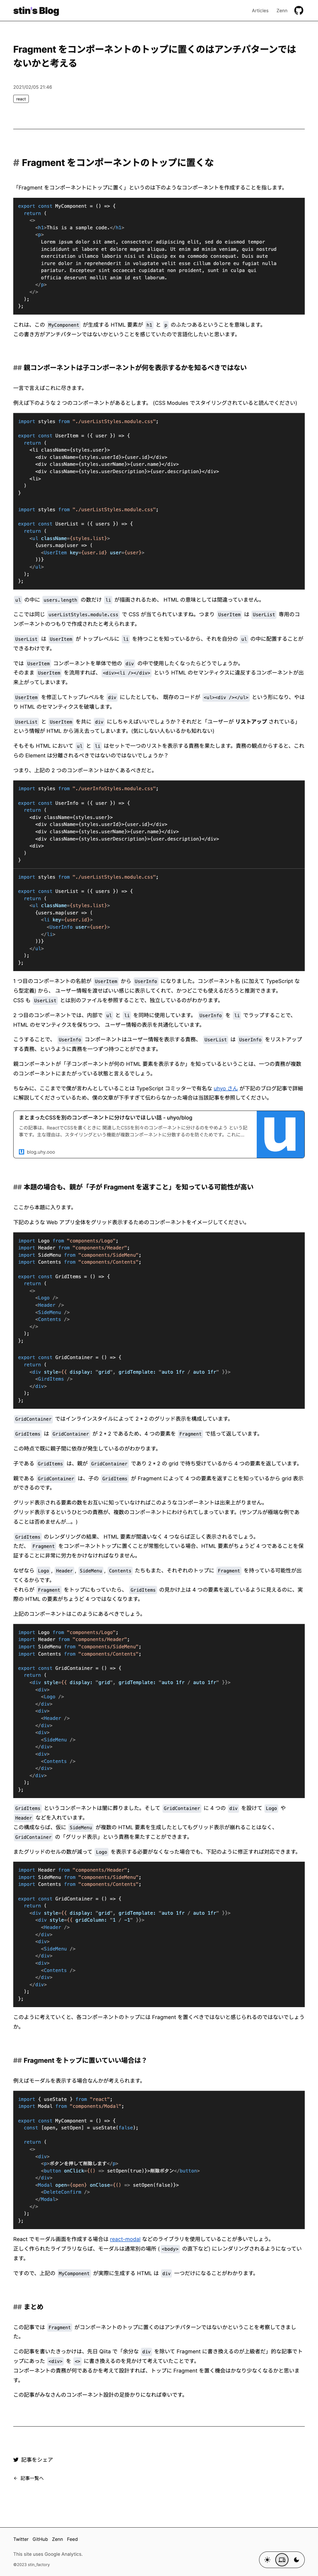 stin's Blog
Articles Zenn
Fragment をコンポーネントのトップに置くのはアンチパターンでは
ないかと考える
2021/02/05 21:46
react
# Fragment をコンポーネントのトップに置くな
「Fragment をコンポーネントにトップに置く」というのは下のようなコンポーネントを作成することを指します。
export const MyComponent = () => {
return (
<>
<h1>This is a sample code.</h1>
<p>
Lorem ipsum dolor sit amet, consectetur adipisicing elit, sed do eiusmod tempor
incididunt ut labore et dolore magna aliqua. Ut enim ad minim veniam, quis nostrud
exercitation ullamco laboris nisi ut aliquip ex ea commodo consequat. Duis aute
irure dolor in reprehenderit in voluptate velit esse cillum dolore eu fugiat nulla
pariatur. Excepteur sint occaecat cupidatat non proident, sunt in culpa qui
officia deserunt mollit anim id est laborum.
</p>
</>
);
};
これは、この MyComponent が生成する HTML 要素が h1 と p のふたつあるということを意味します。
この書き方がアンチパターンではないかということを感じていたので言語化したいと思います。
## 親コンポーネントは子コンポーネントが何を表示するかを知るべきではない
一言で言えばこれに尽きます。
例えば下のような 2 つのコンポーネントがあるとします。 (CSS Modules でスタイリングされていると読んでください)
import styles from "./userListStyles.module.css";
export const UserItem = ({ user }) => {
return (
<li className={styles.user}>
<div className={styles.userId}>{user.id}</div>
<div className={styles.userName}>{user.name}</div>
<div className={styles.userDescription}>{user.description}</div>
<li>
)
}
import styles from "./userListStyles.module.css";
export const UserList = ({ users }) => {
return (
<ul className={styles.list}>
{users.map(user => (
<UserItem key={user.id} user={user}>
))}
</ul>
);
};
ul の中に users.length の数だけ li が描画されるため、 HTML の意味としては間違っていません。
ここでは同じ userListStyles.module.css で CSS が当てられていますね。つまり UserItem は UserList 専用のコ
ンポーネントのつもりで作成されたと考えられます。
UserList は UserItem が トップレベルに li を持つことを知っているから、それを自分の ul の中に配置することがで
きるわけです。
では UserItem コンポーネントを単体で他の div の中で使用したくなったらどうでしょうか。
そのまま UserItem を流用すれば、 <div><li /></div> という HTML のセマンティクスに違反するコンポーネントが出
来上がってしまいます。
UserItem を修正してトップレベルを div にしたとしても、 既存のコードが <ul><div /></ul> という形になり、やは
り HTML のセマンティクスを破壊します。
UserList と UserItem を共に div にしちゃえばいいでしょうか？それだと「ユーザーが リストアップ されている」と
いう情報が HTML から消え去ってしまいます。(気にしない人もいるかも知れない)
そもそも HTML において ul と li はセットで一つのリストを表示する責務を果たします。責務の観点からすると、これ
らの Element は分離されるべきではないのではないでしょうか？
つまり、上記の 2 つのコンポーネントはかくあるべきだと。
import styles from "./userInfoStyles.module.css";
export const UserInfo = ({ user }) => {
return (
<div className={styles.user}>
<div className={styles.userId}>{user.id}</div>
<div className={styles.userName}>{user.name}</div>
<div className={styles.userDescription}>{user.description}</div>
<div>
)
}
import styles from "./userListStyles.module.css";
export const UserList = ({ users }) => {
return (
<ul className={styles.list}>
{users.map(user => (
<li key={user.id}>
<UserInfo user={user}>
</li>
))}
</ul>
);
};
1 つ目のコンポーネントの名前が UserItem から UserInfo になりました。コンポーネント名 (に加えて TypeScript な
ら型定義) から、 ユーザー情報を渡せばいい感じに表示してくれて、かつどこでも使えるだろうと推測できます。
CSS も UserList とは別のファイルを参照することで、独立しているのがわかります。
2 つ目のコンポーネントでは、内部で ul と li を同時に使うようになっています。 UserInfo を li でラップすることで、
HTML のセマンティクスを保ちつつ、 ユーザー情報の表示を共通化しています。
こうすることで、 UserInfo コンポーネントはユーザー情報を表示する責務、 UserList は UserInfo をリストアップ
する責務、というように責務を一つずつ持つことができます。
親コンポーネントが「子コンポーネントが何の HTML 要素を表示するか」を知っているということは、一つの責務が複数
のコンポーネントにまたがっている状態と言えるでしょう。
ちなみに、ここまでで僕が言わんとしていることは TypeScript コミッターで有名な uhyo さん が下記のブログ記事で詳細
に解説してくださっているため、僕の文章が下手すぎて伝わらなかった場合は当該記事を参照してください。
まとまったCSSを別のコンポーネントに分けないでほしい話 - uhyo/blog
この記事は、ReactでCSSを書くときに 関連したCSSを別々のコンポーネントに分けるのをやめよう という記
事です。主な理由は、スタイリングという機能が複数コンポーネントに分散するのを防ぐためです。これに...
blog.uhy.ooo
## 本題の場合も、親が「子が Fragment を返すこと」を知っている可能性が高い
ここから本題に入ります。
下記のような Web アプリ全体をグリッド表示するためのコンポーネントをイメージしてください。
import Logo from "components/Logo";
import Header from "components/Header";
import SideMenu from "components/SideMenu";
import Contents from "components/Contents";
export const GridItems = () => {
return (
<>
<Logo />
<Header />
<SideMenu />
<Contents />
</>
);
};
export const GridContainer = () => {
return (
<div style={{ display: "grid", gridTemplate: "auto 1fr / auto 1fr" }}>
<GirdItems />
</div>
);
};
GridContainer ではインラインスタイルによって 2 * 2 のグリッド表示を構成しています。
GridItems は GridContainer が 2 * 2 であるため、4 つの要素を Fragment で括って返しています。
この時点で既に親子間に依存が発生しているのがわかります。
子である GridItems は、親が GridContainer であり 2 * 2 の grid で待ち受けているから 4 つの要素を返しています。
親である GridContainer は、子の GridItems が Fragment によって 4 つの要素を返すことを知っているから grid 表示
ができるのです。
グリッド表示される要素の数をお互いに知っていなければこのようなコンポーネントは出来上がりません。
グリッド表示するというひとつの責務が、複数のコンポーネントにわけられてしまっています。(サンプルが極端な例であ
ることは否めませんが...。)
GridItems のレンダリングの結果、 HTML 要素が間違いなく 4 つならば正しく表示されるでしょう。
ただ、 Fragment をコンポーネントトップに置くことが常態化している場合、HTML 要素がちょうど 4 つであることを保
証することに非常に労力をかけなければなりません。
なぜなら Logo , Header , SideMenu , Contents たちもまた、それぞれのトップに Fragment を持っている可能性がで
てくるからです。
それらが Fragment をトップにもっていたら、 GridItems の見かけ上は 4 つの要素を返しているように見えるのに、実
際の HTML の要素がちょうど 4 つではなくなります。
上記のコンポーネントはこのようにあるべきでしょう。
import Logo from "components/Logo";
import Header from "components/Header";
import SideMenu from "components/SideMenu";
import Contents from "components/Contents";
export const GridContainer = () => {
return (
<div style={{ display: "grid", gridTemplate: "auto 1fr / auto 1fr" }}>
<div>
<Logo />
</div>
<div>
<Header />
</div>
<div>
<SideMenu />
</div>
<div>
<Contents />
</div>
</div>
);
};
GridItems というコンポーネントは闇に葬りました。そして GridContainer に 4 つの div を設けて Logo や
Header などを入れています。
この構成ならば、仮に SideMenu が複数の HTML 要素を生成したとしてもグリッド表示が崩れることはなく、
GridContainer の「グリッド表示」という責務を果たすことができます。
またグリッドのセルの数が減って Logo を表示する必要がなくなった場合でも、下記のように修正すれば対応できます。
import Header from "components/Header";
import SideMenu from "components/SideMenu";
import Contents from "components/Contents";
export const GridContainer = () => {
return (
<div style={{ display: "grid", gridTemplate: "auto 1fr / auto 1fr" }}>
<div style={{ gridColumn: "1 / -1" }}>
<Header />
</div>
<div>
<SideMenu />
</div>
<div>
<Contents />
</div>
</div>
);
};
このように考えていくと、各コンポーネントのトップには Fragment を置くべきではないと感じられるのではないでしょう
か。
## Fragment をトップに置いていい場合は？
例えばモーダルを表示する場合なんかが考えられます。
import { useState } from "react";
import Modal from "components/Modal";
export const MyComponent = () => {
const [open, setOpen] = useState(false);
return (
<>
<div>
<p>ボタンを押して削除します</p>
<button onClick={() => setOpen(true)}>削除ボタン</button>
</div>
<Modal open={open} onClose={() => setOpen(false)}>
<DeleteConfirm />
</Modal>
</>
);
};
React でモーダル画面を作成する場合は react-modal などのライブラリを使用していることが多いでしょう。
正しく作られたライブラリならば、モーダルは通常別の場所 ( <body> の直下など) にレンダリングされるようになってい
ます。
ですので、上記の MyComponent が実際に生成する HTML は div 一つだけになることがわかります。
## まとめ
この記事では Fragment がコンポーネントのトップに置くのはアンチパターンではないかということを考察してきまし
た。
この記事を書いたきっかけは、先日 Qiita で「余分な div を除いて Fragment に書き換えるのが上級者だ」的な記事でト
ップにあった <div> を <> に書き換えるのを見かけて考えていたことです。
コンポーネントの責務が何であるかを考えて設計すれば、トップに Fragment を置く機会はかなり少なくなるかと思いま
す。
この記事がみなさんのコンポーネント設計の足掛かりになれば幸いです。
記事をシェア
← 記事一覧へ
Twitter GitHub Zenn Feed
This site uses Google Analytics.
©2023 stin_factory